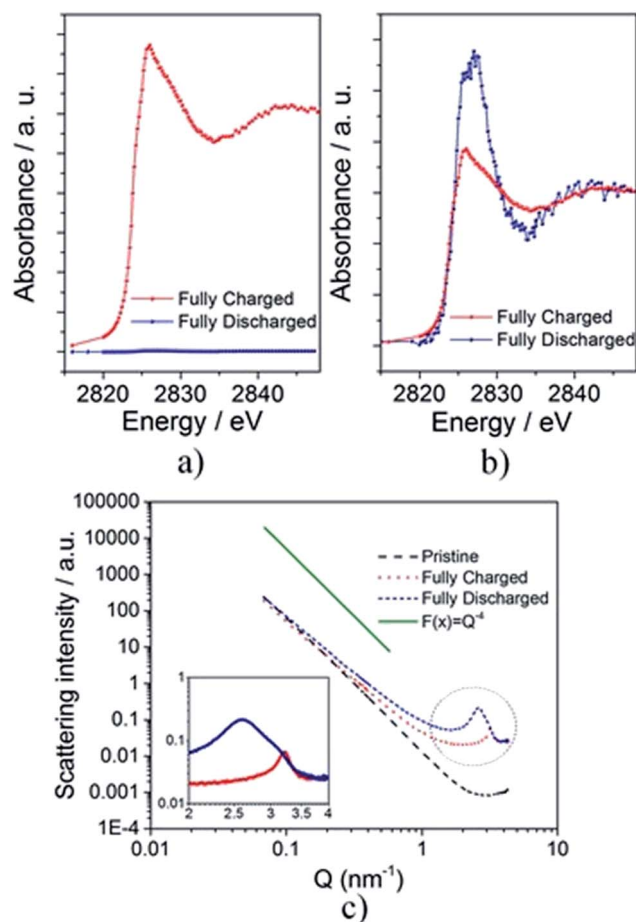 Absorbance / a. u.
Fully Charged
Fully Discharged
2820 2830 2840
Energy / eV
a)
Absorbance / a. u.
Fully Charged
Fully Discharged
2820 2830 2840
Energy / eV
b)
Scattering intensity / a.u.
100000
10000
1000
100
10
1
0.1
0.01
0.001
1E-4
Pristine
Fully Charged
Fully Discharged
F(x)=Q⁻⁴
1
0.1
0.01
2 2.5 3 3.5 4
0.01 0.1 1 10
Q (nm⁻¹)
c)